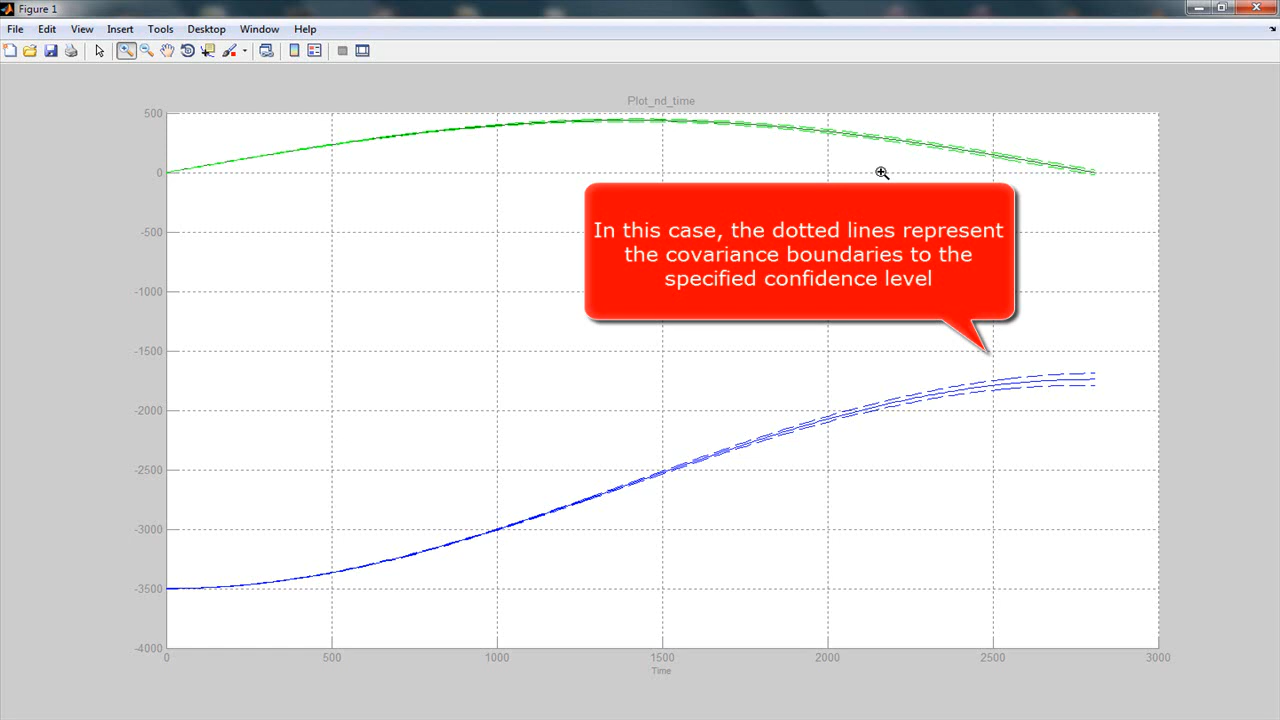 Figure 1
File Edit View Insert Tools Desktop Window Help
Plot_nd_time
500
0
-500
-1000
-1500
-2000
-2500
-3000
-3500
-4000
In this case, the dotted lines represent
the covariance boundaries to the
specified confidence level
0 500 1000 1500 2000 2500 3000
Time